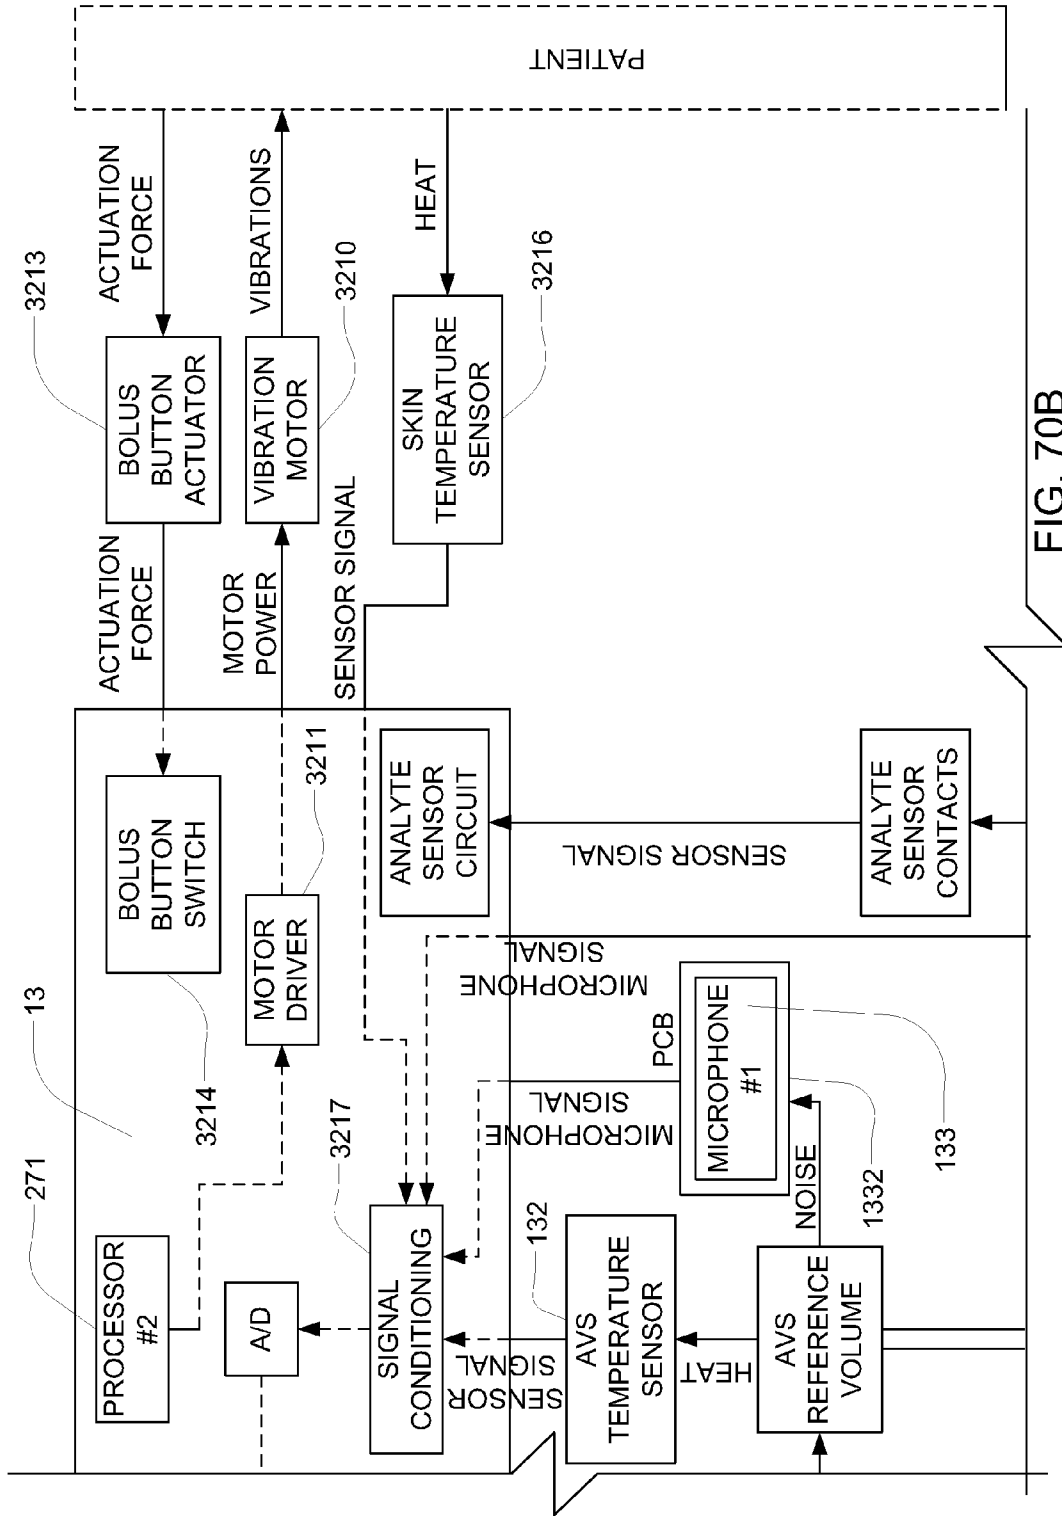 271
PROCESSOR
#2
13
3214
BOLUS
BUTTON
SWITCH
ACTUATION
FORCE
3213
BOLUS
BUTTON
ACTUATOR
ACTUATION
FORCE
A/D
MOTOR
DRIVER
3211
MOTOR
POWER
VIBRATION
MOTOR
3210
VIBRATIONS
PATIENT
3217
SIGNAL
CONDITIONING
ANALYTE
SENSOR
CIRCUIT
SENSOR SIGNAL
SKIN
TEMPERATURE
SENSOR
3216
HEAT
SENSOR
SIGNAL
MICROPHONE
SIGNAL
MICROPHONE
SIGNAL
SENSOR SIGNAL
132
AVS
TEMPERATURE
SENSOR
PCB
MICROPHONE
#1
HEAT
NOISE
1332
133
AVS
REFERENCE
VOLUME
ANALYTE
SENSOR
CONTACTS
FIG. 70B